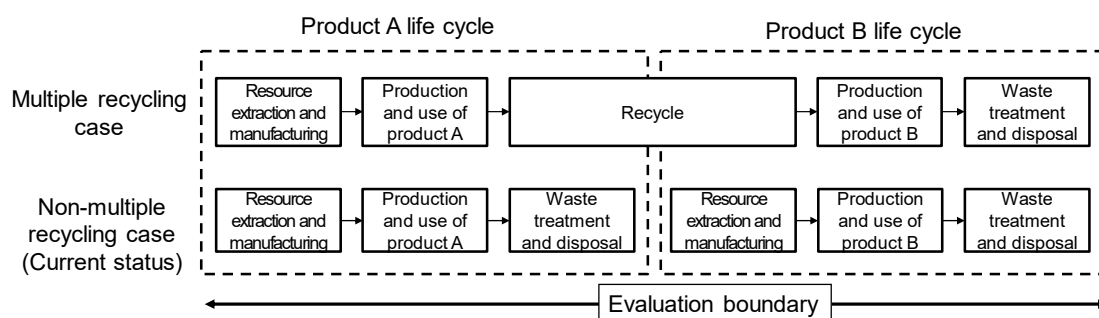 Product A life cycle
Product B life cycle
Multiple recycling
case
Resource
extraction and
manufacturing
Production
and use of
product A
Recycle
Production
and use of
product B
Waste
treatment
and disposal
Non-multiple
recycling case
(Current status)
Resource
extraction and
manufacturing
Production
and use of
product A
Waste
treatment
and disposal
Resource
extraction and
manufacturing
Production
and use of
product B
Waste
treatment
and disposal
Evaluation boundary